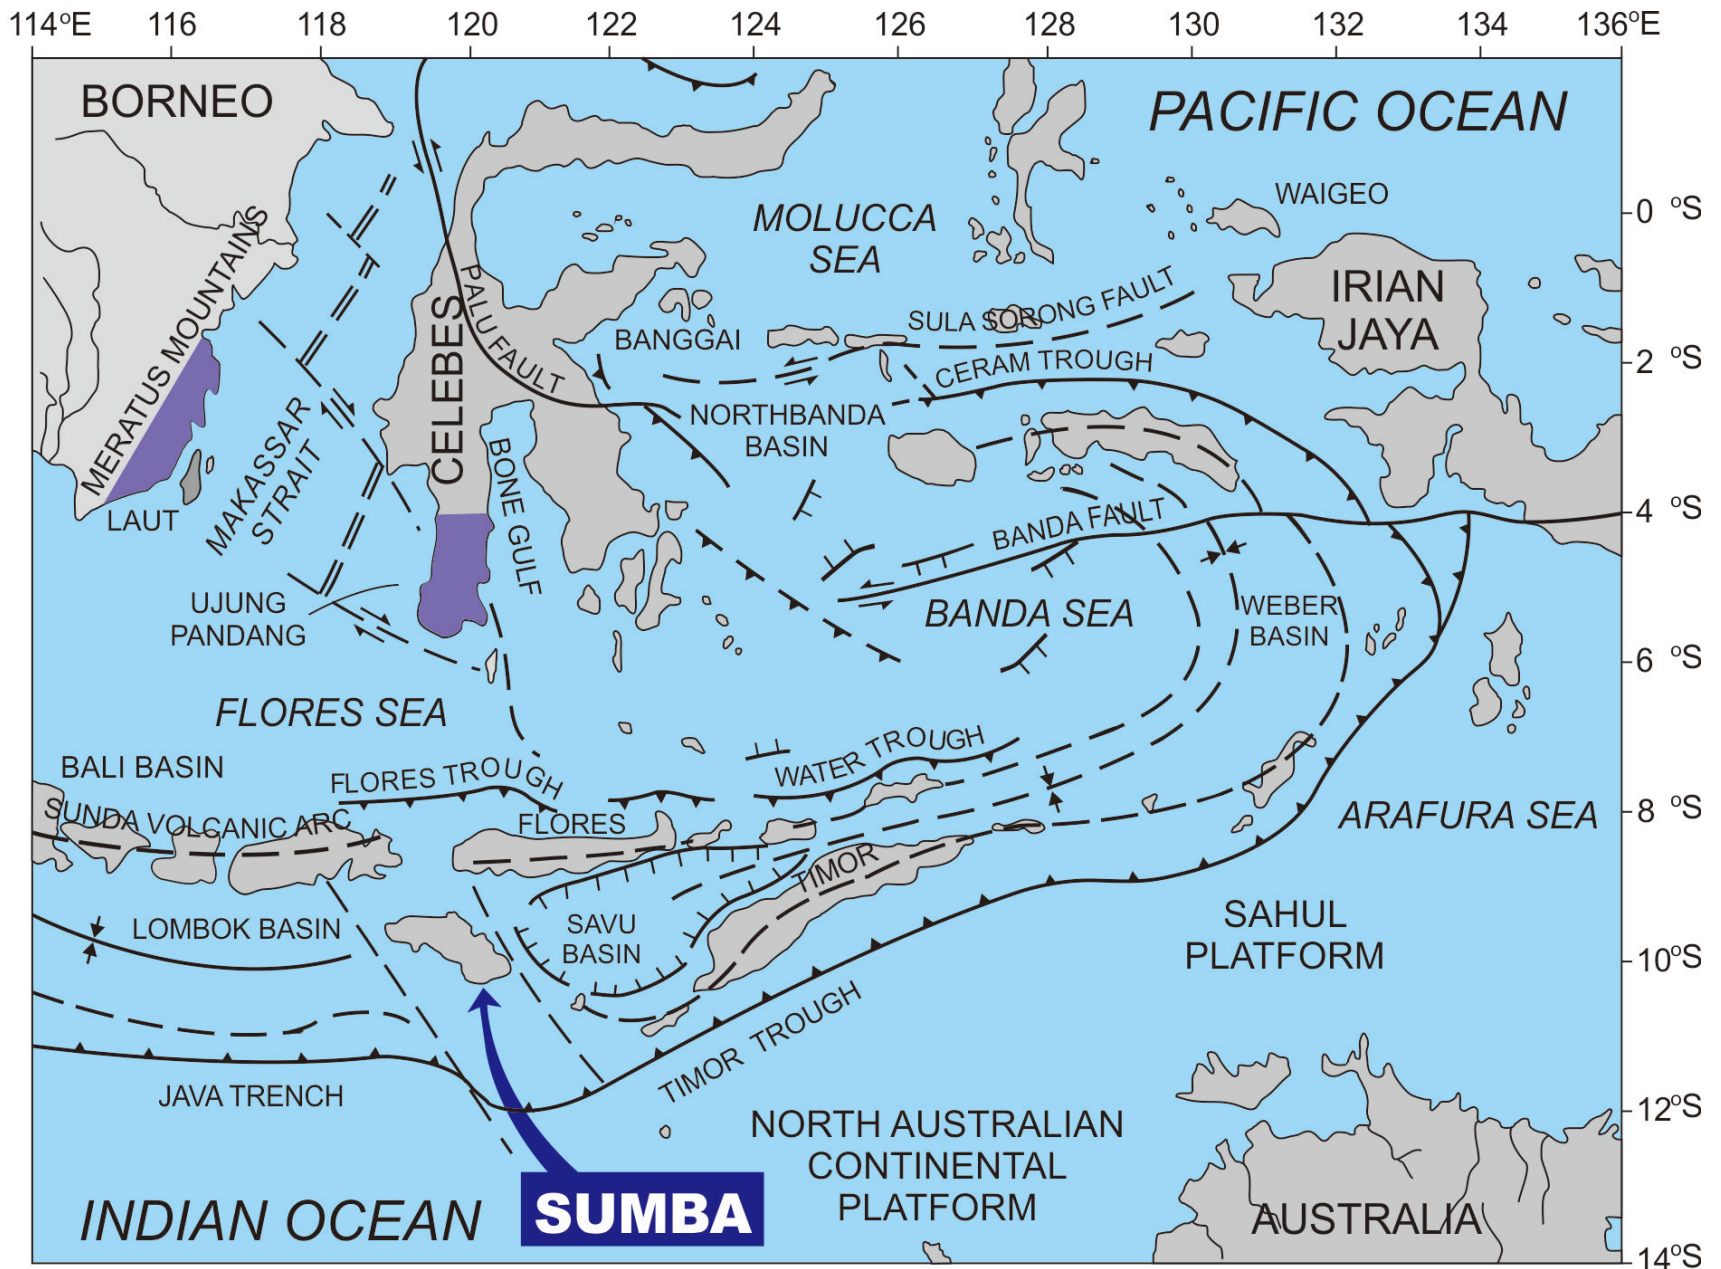 114°E 116 118 120 122 124 126 128 130 132 134 136°E
BORNEO
PACIFIC OCEAN
WAIGEO
0 °S
MOLUCCA
SEA
MERATUS MOUNTAINS
PALU FAULT
CELEBES
IRIAN
JAYA
SULA SORONG FAULT
BANGGAI
2 °S
CERAM TROUGH
NORTHBANDA
BASIN
MAKASSAR
STRAIT
BONE GULF
LAUT
4 °S
BANDA FAULT
UJUNG
PANDANG
BANDA SEA
WEBER
BASIN
6 °S
FLORES SEA
BALI BASIN
FLORES TROUGH
WATER TROUGH
SUNDA VOLCANIC ARC
FLORES
8 °S
ARAFURA SEA
TIMOR
LOMBOK BASIN
SAVU
BASIN
SAHUL
PLATFORM
10°S
TIMOR TROUGH
JAVA TRENCH
12°S
NORTH AUSTRALIAN
CONTINENTAL
PLATFORM
SUMBA
INDIAN OCEAN
AUSTRALIA
14°S